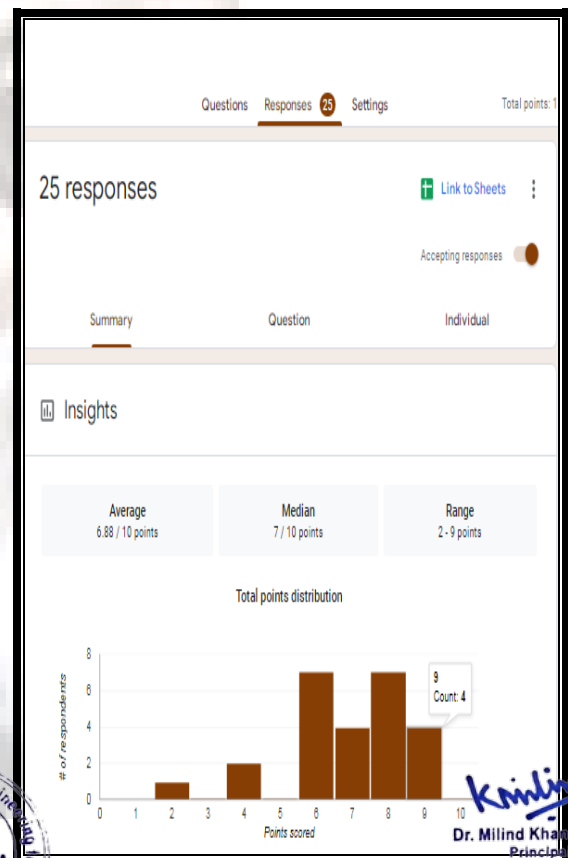 Questions Responses 25 Settings Total points: 1
25 responses
Link to Sheets
Accepting responses
Summary Question Individual
Insights
Average Median Range
6.88 / 10 points 7 / 10 points 2 - 9 points
Total points distribution
8
6
4
2
0
# of respondents
9
Count: 4
0 1 2 3 4 5 6 7 8 9 10
Points scored
Dr. Milind Khan
Principa